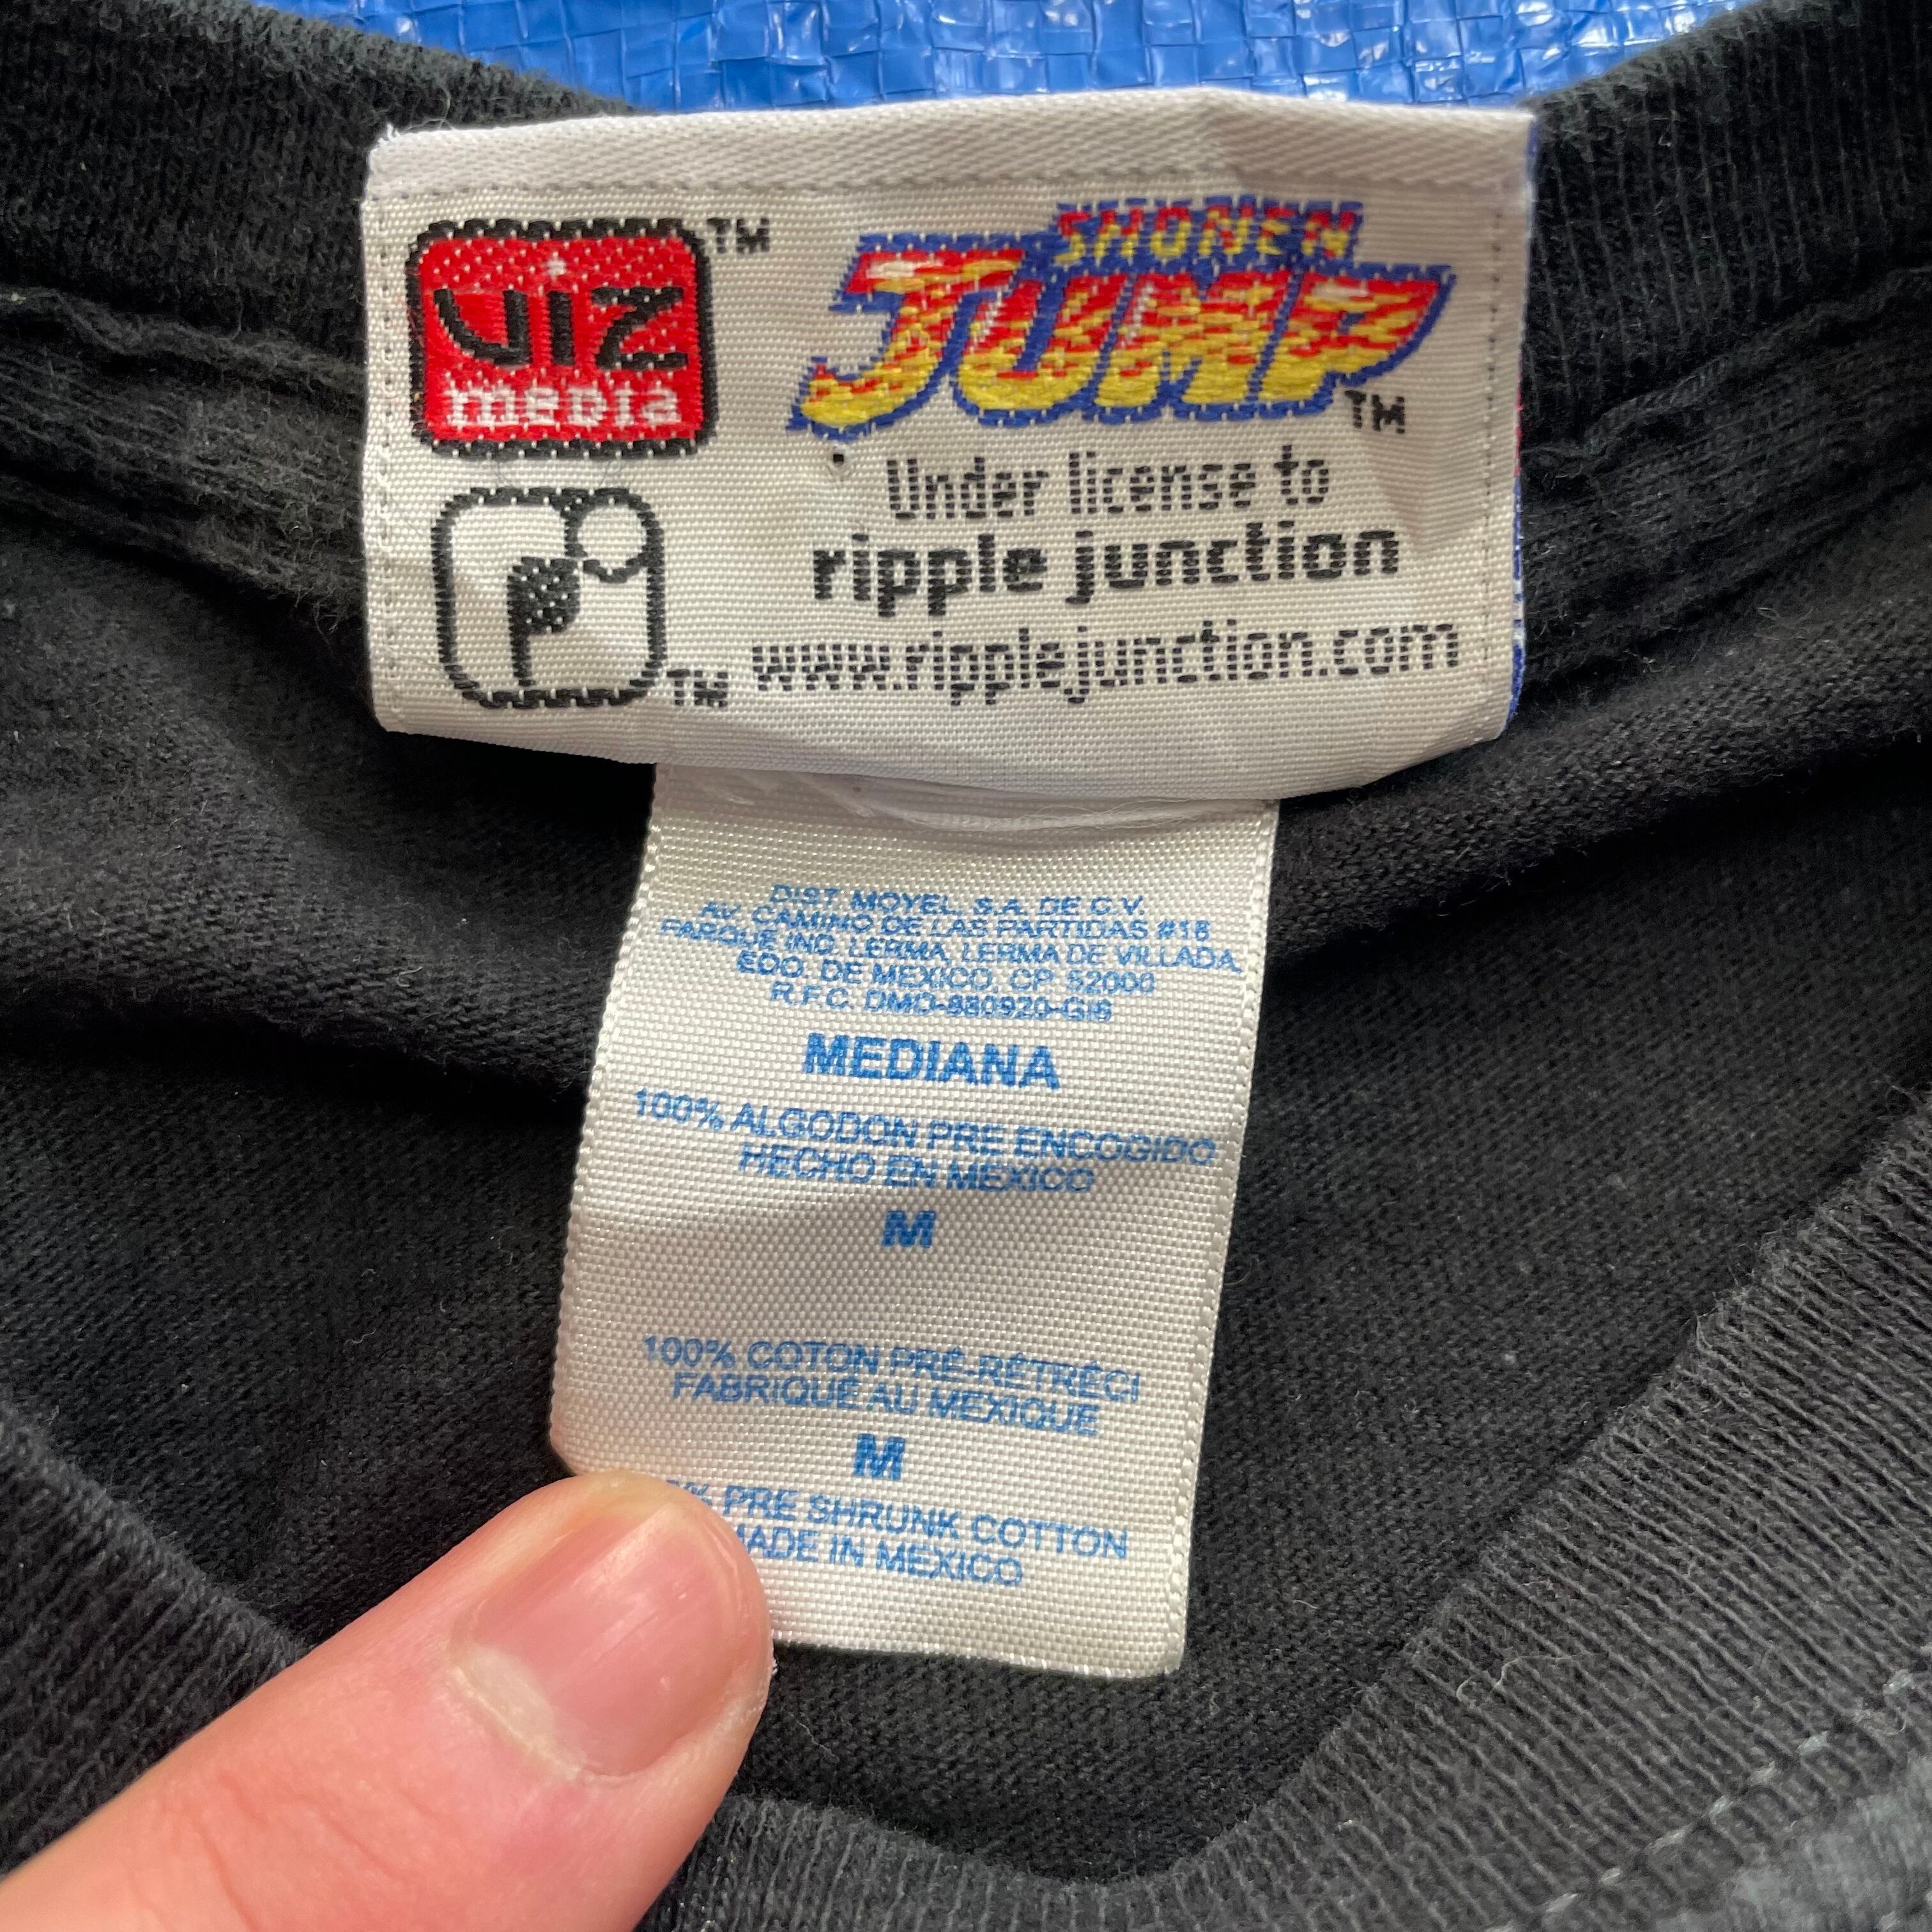 viz media TM
SHONEN
JUMP TM
Under license to
ripple junction
www.ripplejunction.com
TM
DIST. MOYEL, S.A. DE C.V.
AV. CAMINO DE LAS PARTIDAS #18
PARQUE IND. LERMA, LERMA DE VILLADA,
EDO. DE MEXICO, CP 52000
R.F.C. DMO-880920-GI6
MEDIANA
100% ALGODON PRE ENCOGIDO
HECHO EN MEXICO
M
100% COTON PRÉ-RÉTRÉCI
FABRIQUÉ AU MEXIQUE
M
% PRE SHRUNK COTTON
MADE IN MEXICO